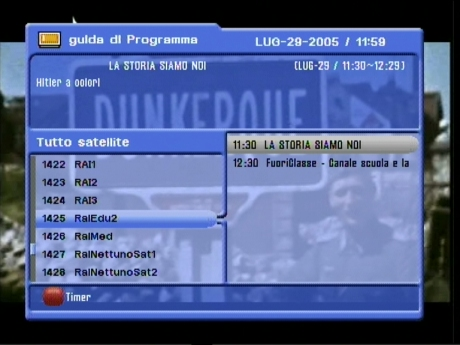 guida di Programma
LUG-29-2005 / 11:59
LA STORIA SIAMO NOI
(LUG-29 / 11:30~12:29)
Hitler a colori
DUNKERQUE
Tutto satellite
1422 RAI1
1423 RAI2
1424 RAI3
1425 RaiEdu2
1426 RaiMed
1427 RaiNettunoSat1
1428 RaiNettunoSat2
11:30 LA STORIA SIAMO NOI
12:30 FuoriClasse - Canale scuola e la
Timer